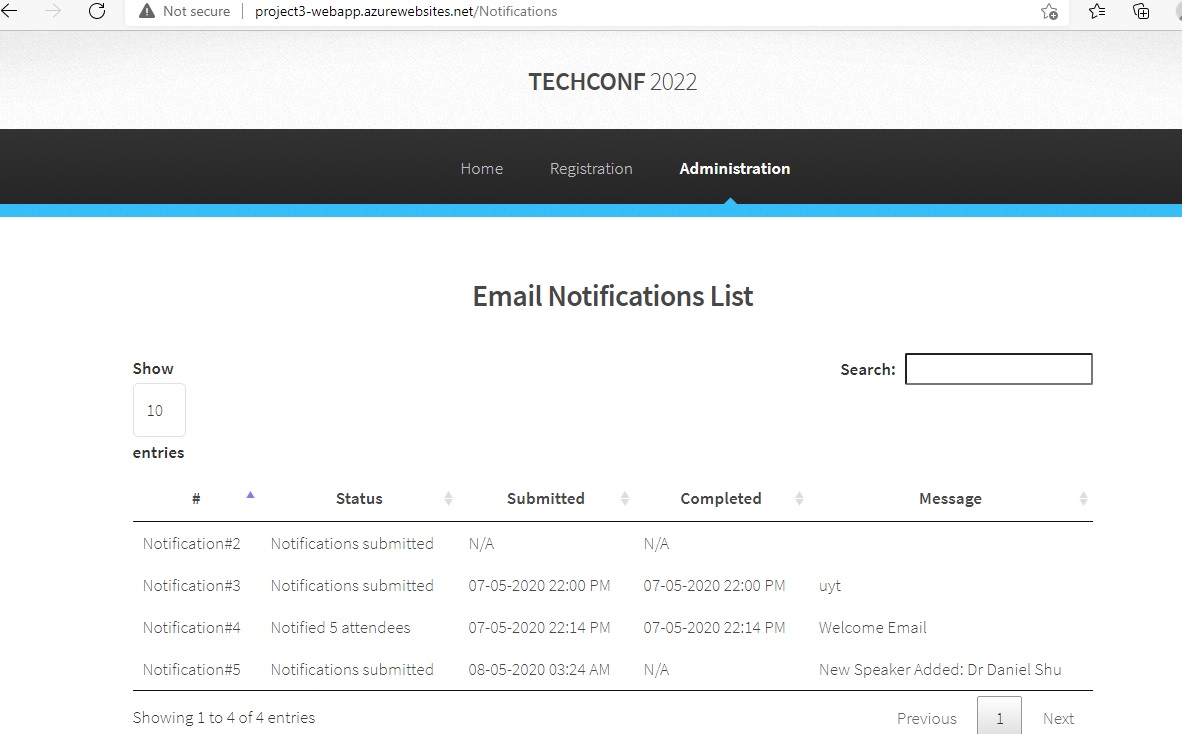 Not secure | project3-webapp.azurewebsites.net/Notifications
TECHCONF 2022
Home Registration Administration
Email Notifications List
Show
10
entries
Search:
# Status Submitted Completed Message
Notification#2 Notifications submitted N/A N/A
Notification#3 Notifications submitted 07-05-2020 22:00 PM 07-05-2020 22:00 PM uyt
Notification#4 Notified 5 attendees 07-05-2020 22:14 PM 07-05-2020 22:14 PM Welcome Email
Notification#5 Notifications submitted 08-05-2020 03:24 AM N/A New Speaker Added: Dr Daniel Shu
Showing 1 to 4 of 4 entries
Previous 1 Next